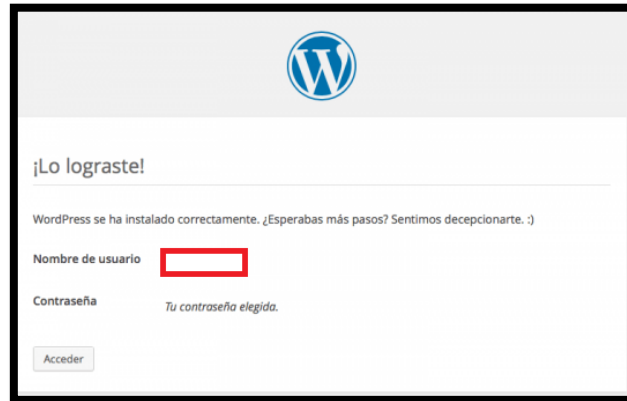 ¡Lo lograste!
WordPress se ha instalado correctamente. ¿Esperabas más pasos? Sentimos decepcionarte. :)
Nombre de usuario
Contraseña Tu contraseña elegida.
Acceder